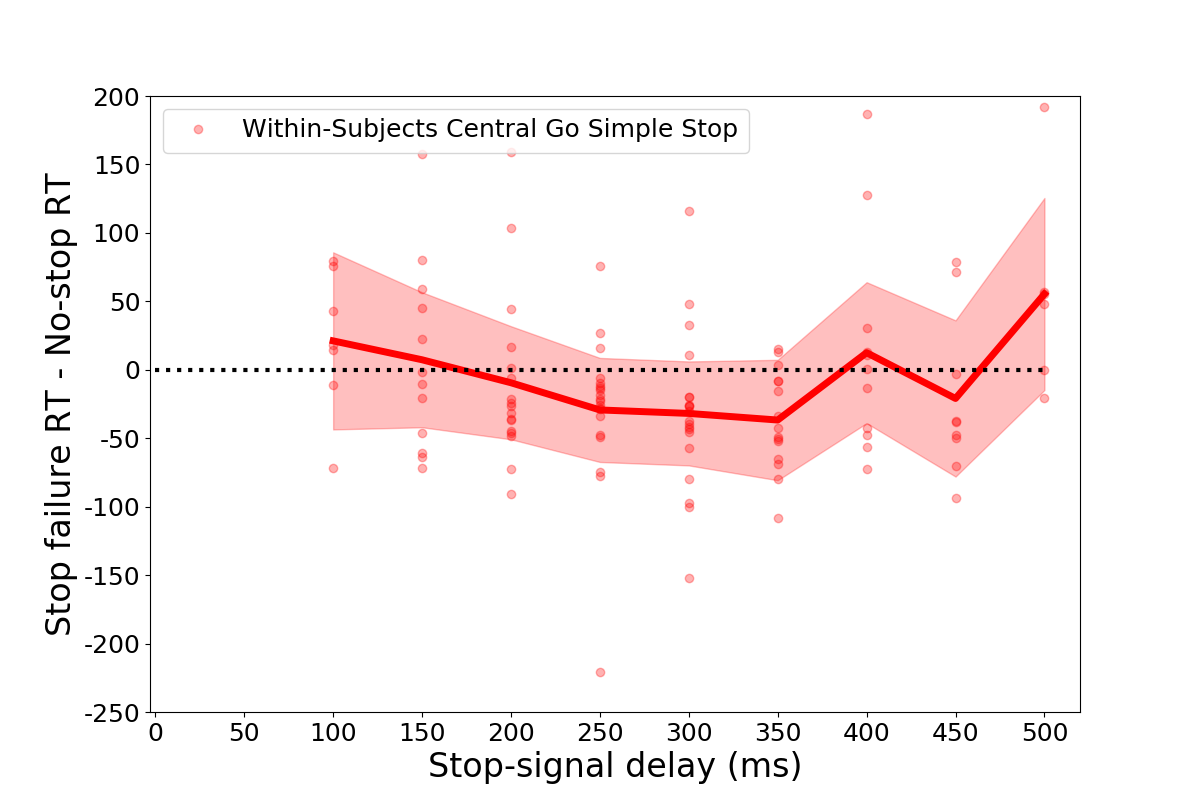 Within-Subjects Central Go Simple Stop
Stop failure RT - No-stop RT
200
150
100
50
0
-50
-100
-150
-200
-250
0 50 100 150 200 250 300 350 400 450 500
Stop-signal delay (ms)